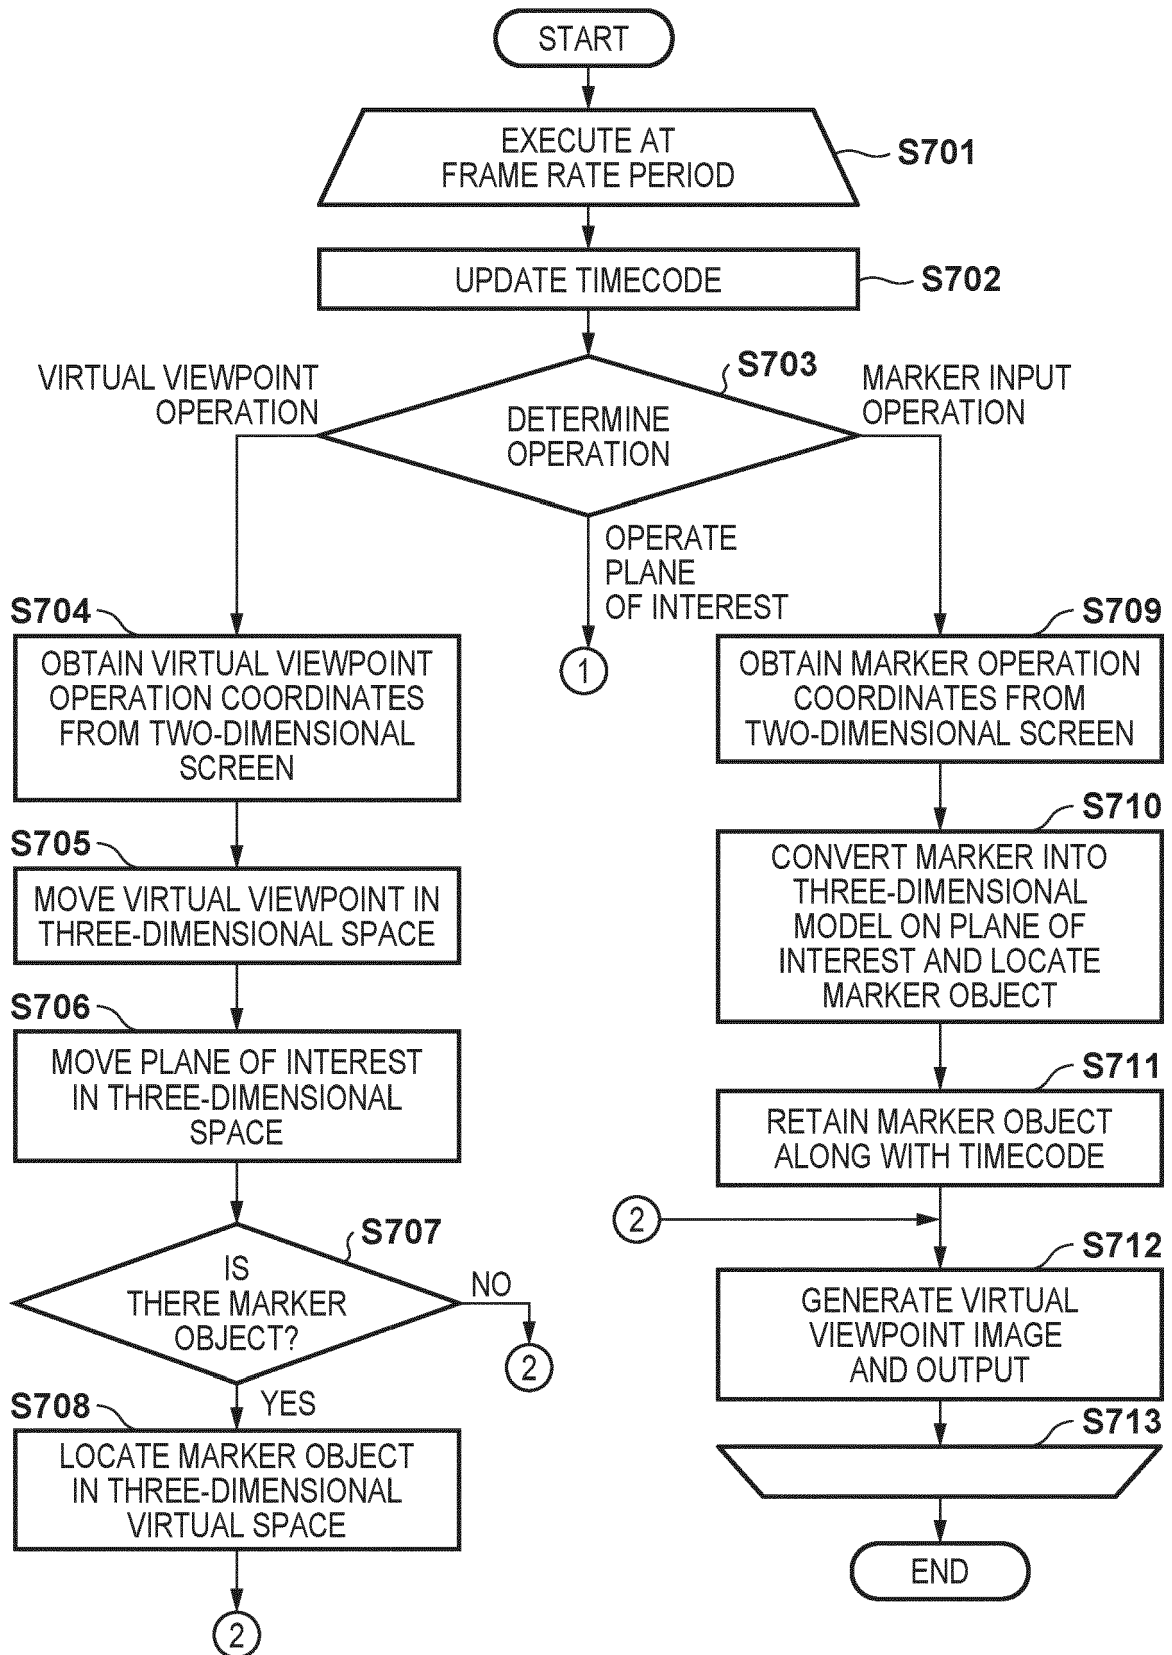 START
EXECUTE AT
FRAME RATE PERIOD
S701
UPDATE TIMECODE
S702
S703
DETERMINE
OPERATION
VIRTUAL VIEWPOINT
OPERATION
MARKER INPUT
OPERATION
OPERATE
PLANE
OF INTEREST
1
S704
OBTAIN VIRTUAL VIEWPOINT
OPERATION COORDINATES
FROM TWO-DIMENSIONAL
SCREEN
S705
MOVE VIRTUAL VIEWPOINT IN
THREE-DIMENSIONAL SPACE
S706
MOVE PLANE OF INTEREST
IN THREE-DIMENSIONAL
SPACE
S707
IS
THERE MARKER
OBJECT?
NO
2
YES
S708
LOCATE MARKER OBJECT
IN THREE-DIMENSIONAL
VIRTUAL SPACE
2
S709
OBTAIN MARKER OPERATION
COORDINATES FROM
TWO-DIMENSIONAL SCREEN
S710
CONVERT MARKER INTO
THREE-DIMENSIONAL
MODEL ON PLANE OF
INTEREST AND LOCATE
MARKER OBJECT
S711
RETAIN MARKER OBJECT
ALONG WITH TIMECODE
2
S712
GENERATE VIRTUAL
VIEWPOINT IMAGE
AND OUTPUT
S713
END